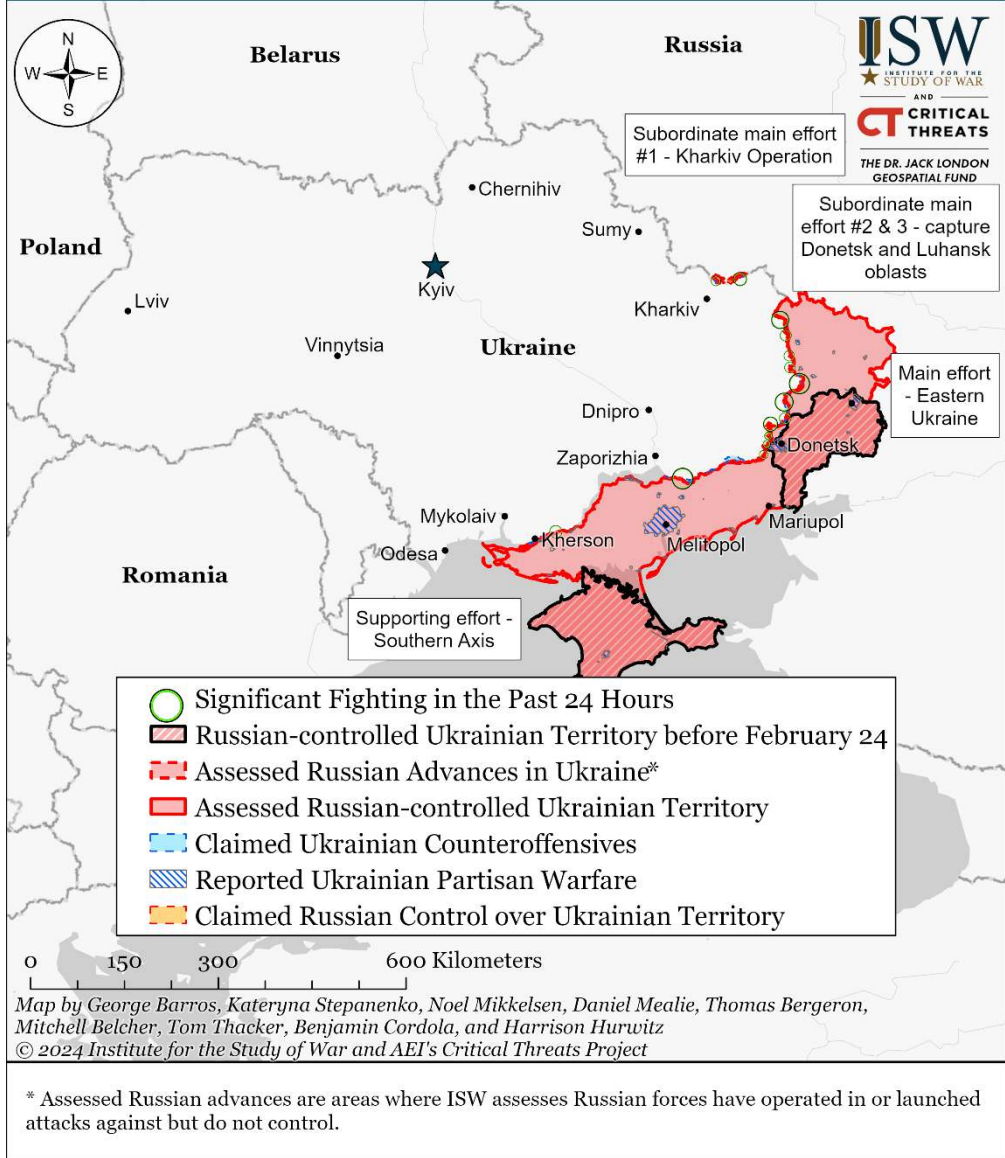 N
W
E
S
Belarus
Russia
ISW
INSTITUTE FOR THE
STUDY OF WAR
AND
CT CRITICAL
THREATS
THE DR. JACK LONDON
GEOSPATIAL FUND
Subordinate main effort
#1 - Kharkiv Operation
Subordinate main
effort #2 & 3 - capture
Donetsk and Luhansk
oblasts
Chernihiv
Sumy
Poland
Kyiv
Lviv
Kharkiv
Vinnytsia
Ukraine
Main effort
- Eastern
Ukraine
Dnipro
Donetsk
Zaporizhia
Mykolaiv
Mariupol
Kherson
Melitopol
Odesa
Romania
Supporting effort -
Southern Axis
Significant Fighting in the Past 24 Hours
Russian-controlled Ukrainian Territory before February 24
Assessed Russian Advances in Ukraine*
Assessed Russian-controlled Ukrainian Territory
Claimed Ukrainian Counteroffensives
Reported Ukrainian Partisan Warfare
Claimed Russian Control over Ukrainian Territory
0 150 300 600 Kilometers
Map by George Barros, Kateryna Stepanenko, Noel Mikkelsen, Daniel Mealie, Thomas Bergeron,
Mitchell Belcher, Tom Thacker, Benjamin Cordola, and Harrison Hurwitz
© 2024 Institute for the Study of War and AEI's Critical Threats Project
* Assessed Russian advances are areas where ISW assesses Russian forces have operated in or launched
attacks against but do not control.